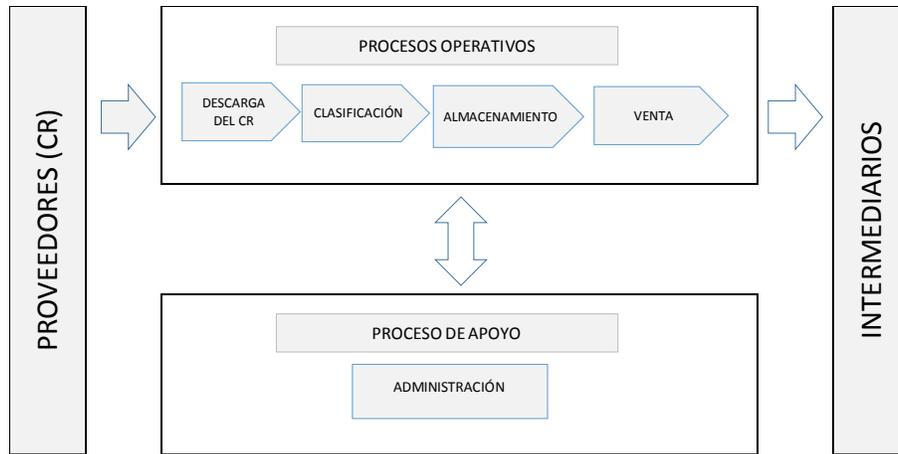 PROVEEDORES (CR)
PROCESOS OPERATIVOS
DESCARGA
DEL CR
CLASIFICACIÓN
ALMACENAMIENTO
VENTA
PROCESO DE APOYO
ADMINISTRACIÓN
INTERMEDIARIOS